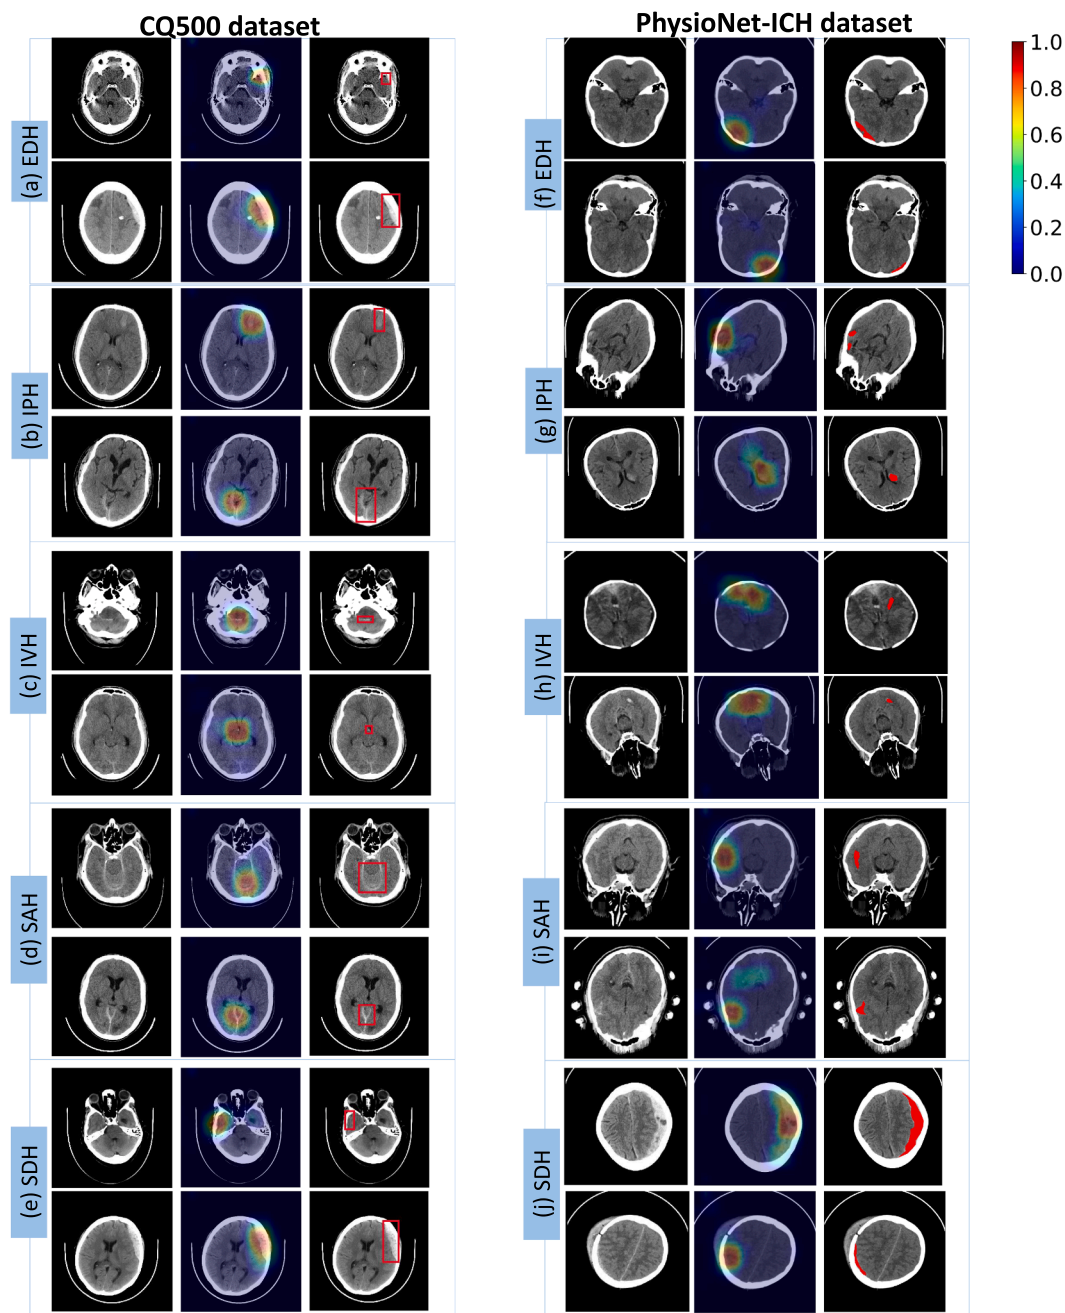 CQ500 dataset
PhysioNet-ICH dataset
(a) EDH
(b) IPH
(c) IVH
(d) SAH
(e) SDH
(f) EDH
(g) IPH
(h) IVH
(i) SAH
(j) SDH
1.0
0.8
0.6
0.4
0.2
0.0